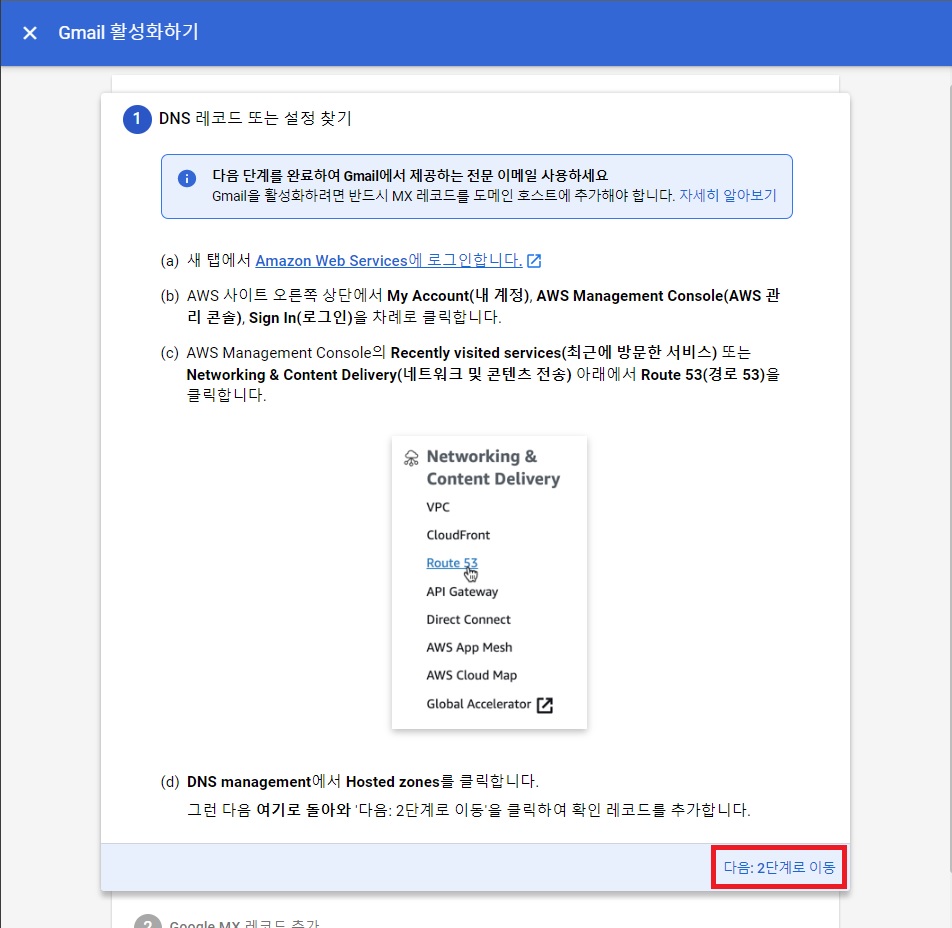 Gmail 활성화하기
1 DNS 레코드 또는 설정 찾기
다음 단계를 완료하여 Gmail에서 제공하는 전문 이메일 사용하세요
Gmail을 활성화하려면 반드시 MX 레코드를 도메인 호스트에 추가해야 합니다. 자세히 알아보기
(a) 새 탭에서 Amazon Web Services에 로그인합니다.
(b) AWS 사이트 오른쪽 상단에서 My Account(내 계정), AWS Management Console(AWS 관
리 콘솔), Sign In(로그인)을 차례로 클릭합니다.
(c) AWS Management Console의 Recently visited services(최근에 방문한 서비스) 또는
Networking & Content Delivery(네트워크 및 콘텐츠 전송) 아래에서 Route 53(경로 53)을
클릭합니다.
Networking &
Content Delivery
VPC
CloudFront
Route 53
API Gateway
Direct Connect
AWS App Mesh
AWS Cloud Map
Global Accelerator
(d) DNS management에서 Hosted zones를 클릭합니다.
그런 다음 여기로 돌아와 '다음: 2단계로 이동'을 클릭하여 확인 레코드를 추가합니다.
다음: 2단계로 이동
2 Google MX 레코드 추가